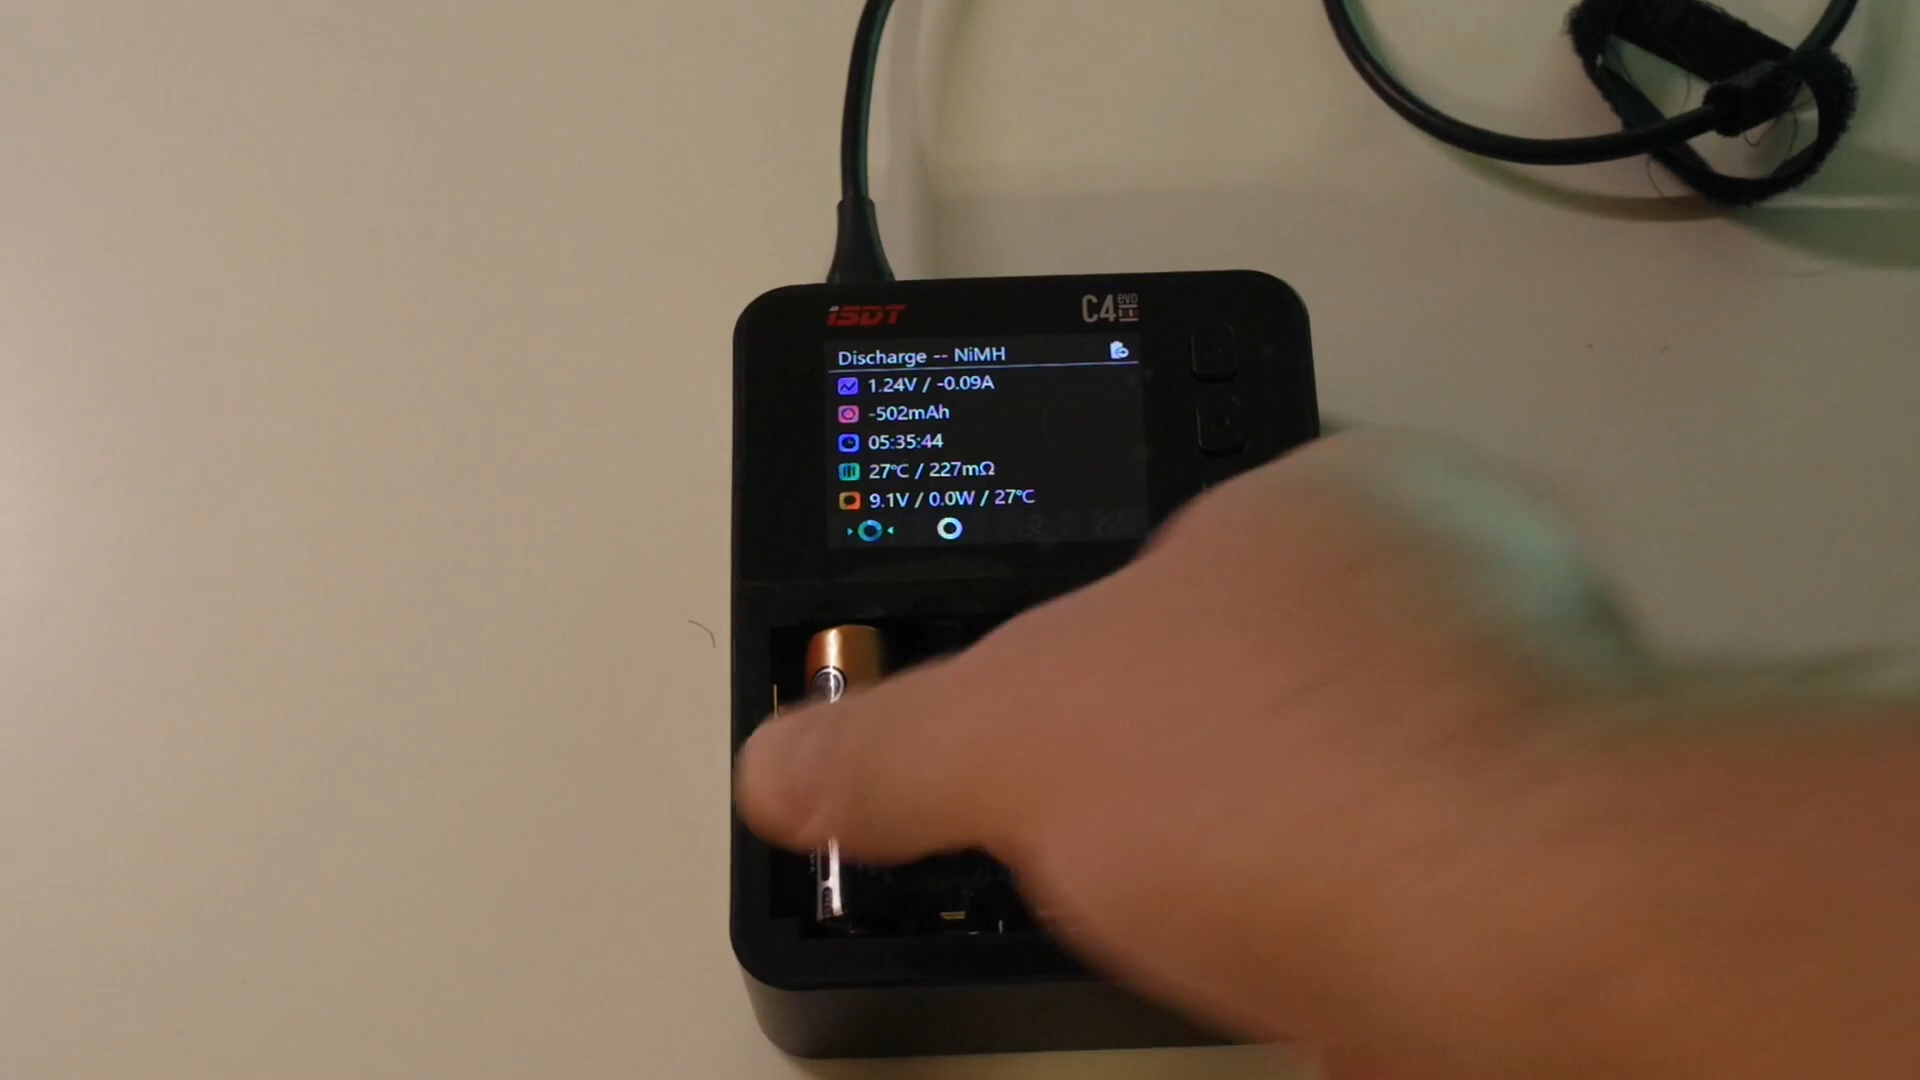 iSDT C4 evo
Discharge -- NiMH
1.24V / -0.09A
-502mAh
05:35:44
27℃ / 227mΩ
9.1V / 0.0W / 27℃